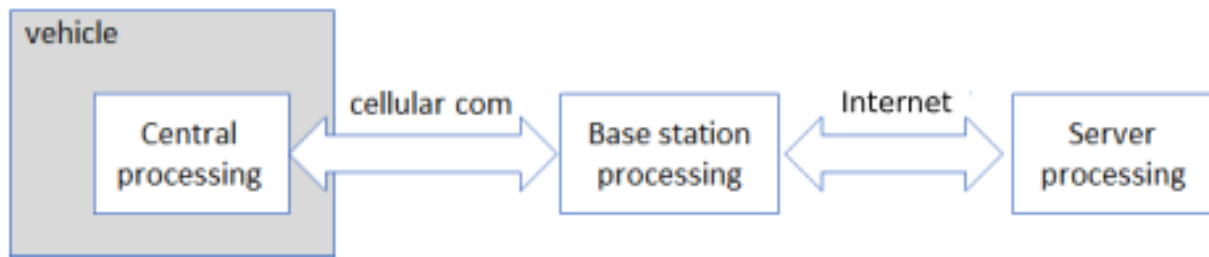 vehicle
Central
processing
cellular com
Base station
processing
Internet
Server
processing